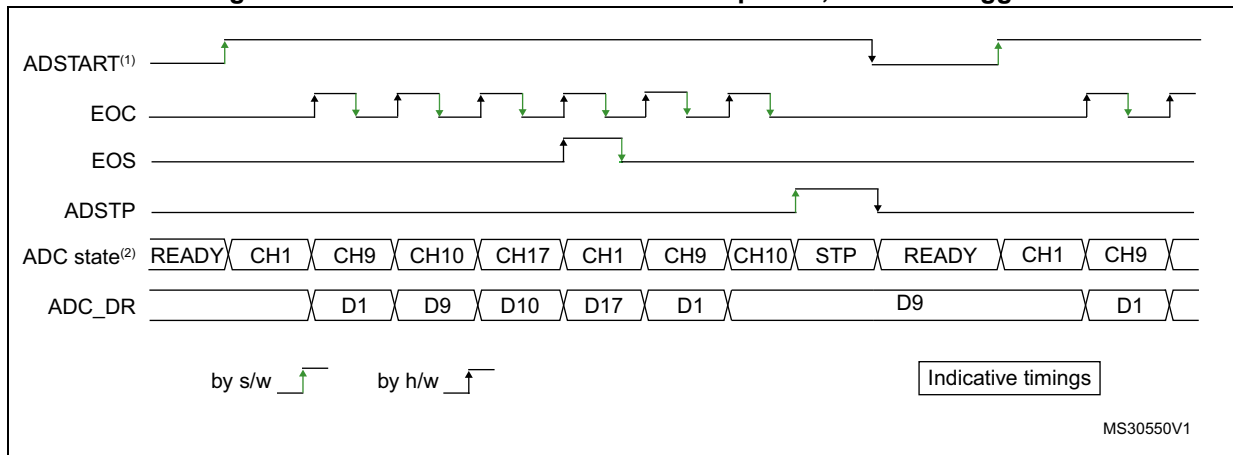 ADSTART(1)
EOC
EOS
ADSTP
ADC state(2) READY CH1 CH9 CH10 CH17 CH1 CH9 CH10 STP READY CH1 CH9
ADC_DR D1 D9 D10 D17 D1 D9 D1
by s/w by h/w Indicative timings
MS30550V1